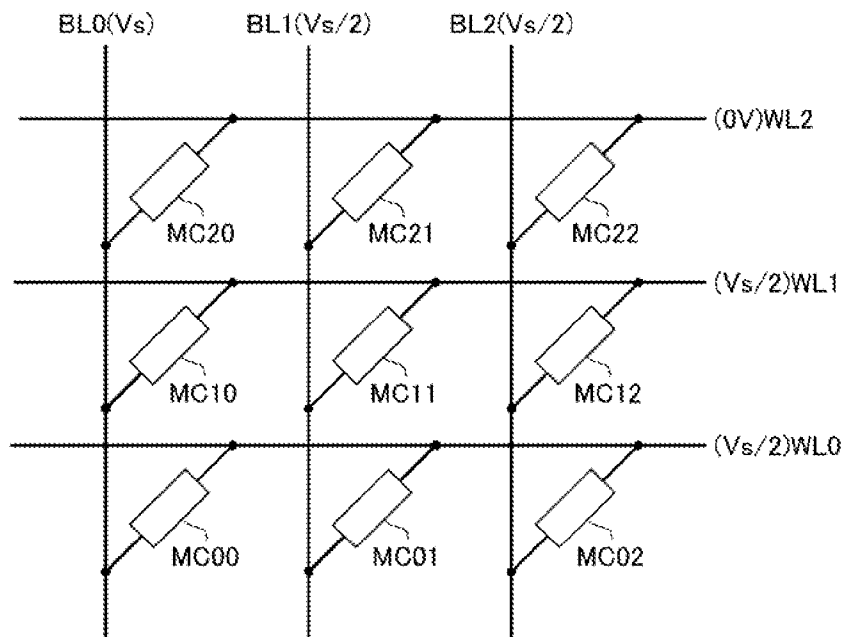 BL0(Vs) BL1(Vs/2) BL2(Vs/2)
(0V)WL2
MC20 MC21 MC22
(Vs/2)WL1
MC10 MC11 MC12
(Vs/2)WL0
MC00 MC01 MC02